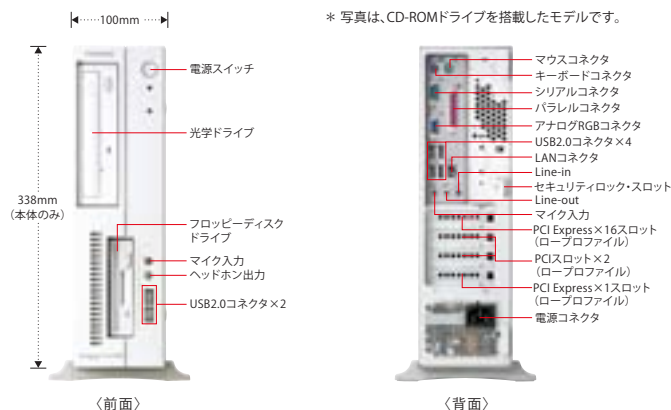 100mm
* 写真は、CD-ROMドライブを搭載したモデルです。
電源スイッチ
光学ドライブ
338mm
(本体のみ)
フロッピーディスク
ドライブ
マイク入力
ヘッドホン出力
USB2.0コネクタ×2
〈前面〉
マウスコネクタ
キーボードコネクタ
シリアルコネクタ
パラレルコネクタ
アナログRGBコネクタ
USB2.0コネクタ×4
LANコネクタ
Line-in
セキュリティロック・スロット
Line-out
マイク入力
PCI Express×16スロット
(ロープロファイル)
PCIスロット×2
(ロープロファイル)
PCI Express×1スロット
(ロープロファイル)
電源コネクタ
〈背面〉